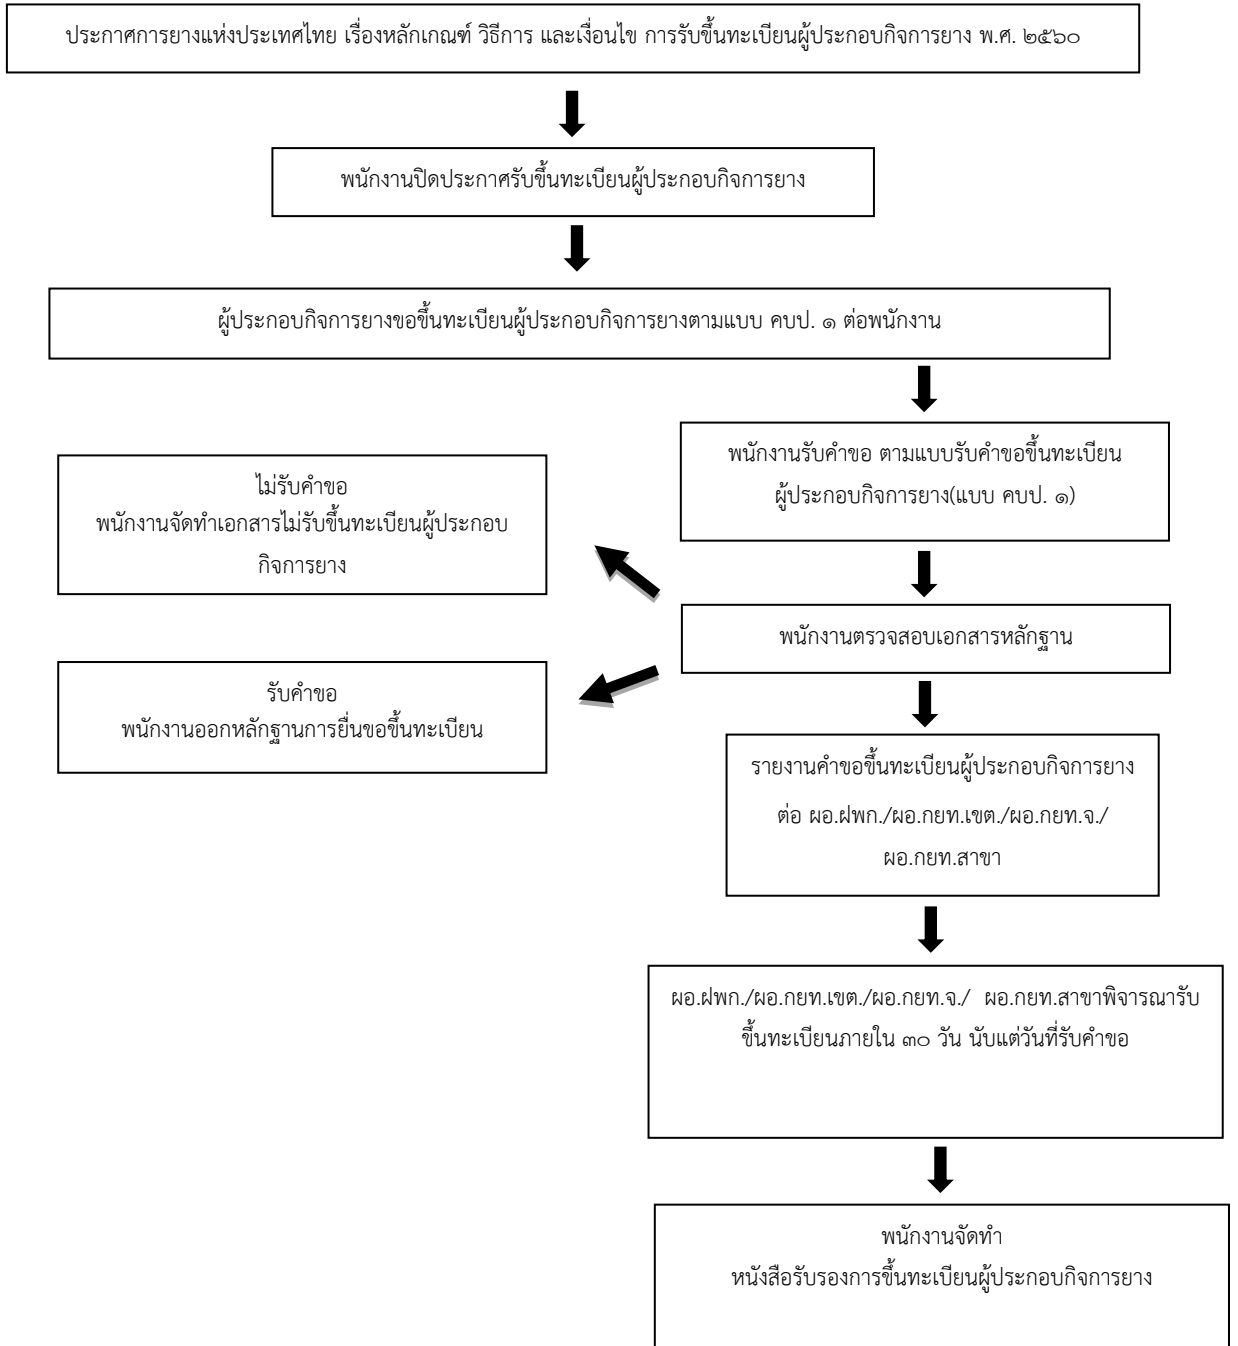 ประกาศการยางแห่งประเทศไทย เรื่องหลักเกณฑ์ วิธีการ และเงื่อนไข การรับขึ้นทะเบียนผู้ประกอบกิจการยาง พ.ศ. ๒๕๖๐
พนักงานปิดประกาศรับขึ้นทะเบียนผู้ประกอบกิจการยาง
ผู้ประกอบกิจการยางขอขึ้นทะเบียนผู้ประกอบกิจการยางตามแบบ คบป. ๑ ต่อพนักงาน
พนักงานรับคำขอ ตามแบบรับคำขอขึ้นทะเบียน
ผู้ประกอบกิจการยาง(แบบ คบป. ๑)
ไม่รับคำขอ
พนักงานจัดทำเอกสารไม่รับขึ้นทะเบียนผู้ประกอบ
กิจการยาง
พนักงานตรวจสอบเอกสารหลักฐาน
รับคำขอ
พนักงานออกหลักฐานการยื่นขอขึ้นทะเบียน
รายงานคำขอขึ้นทะเบียนผู้ประกอบกิจการยาง
ต่อ ผอ.ฝพก./ผอ.กยท.เขต./ผอ.กยท.จ./
ผอ.กยท.สาขา
ผอ.ฝพก./ผอ.กยท.เขต./ผอ.กยท.จ./ ผอ.กยท.สาขาพิจารณารับ
ขึ้นทะเบียนภายใน ๓๐ วัน นับแต่วันที่รับคำขอ
พนักงานจัดทำ
หนังสือรับรองการขึ้นทะเบียนผู้ประกอบกิจการยาง